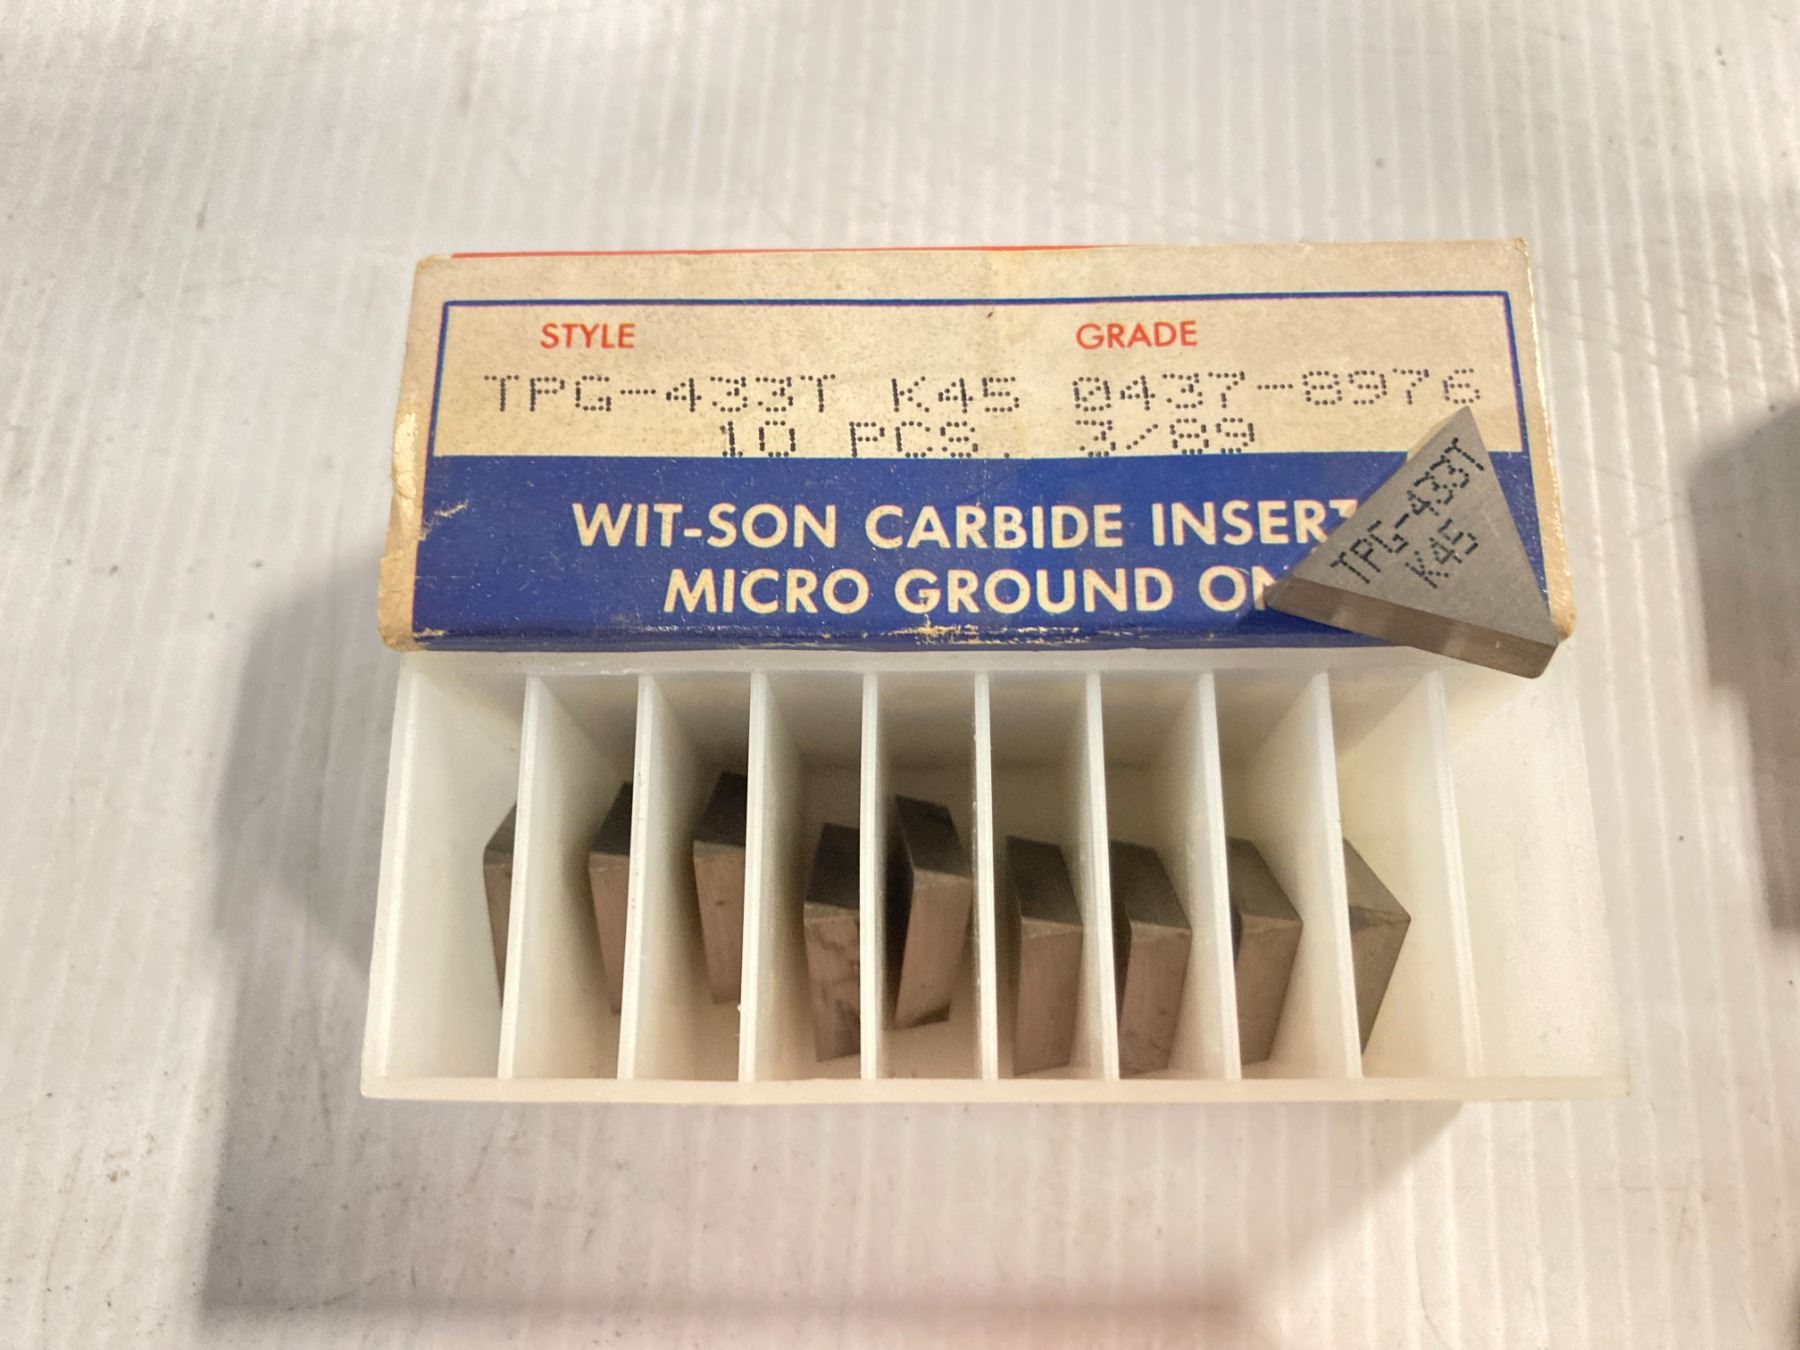 STYLE GRADE
TPG-433T K45 0437-8976
10 PCS. 3/89
WIT-SON CARBIDE INSERT
MICRO GROUND
TPG-433T
K45